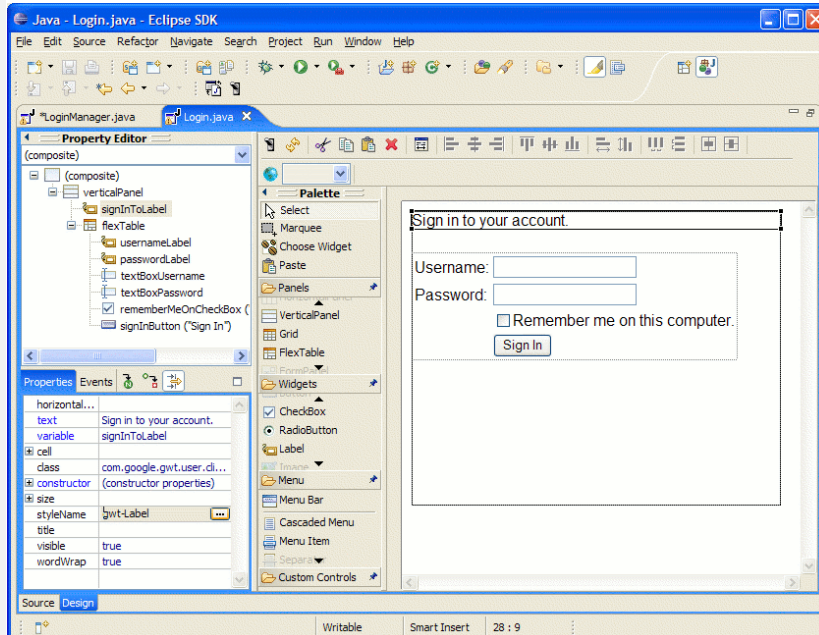 Java - Login.java - Eclipse SDK
File Edit Source Refactor Navigate Search Project Run Window Help
*LoginManager.java
Login.java
Property Editor
(composite)
(composite)
verticalPanel
signInToLabel
flexTable
usernameLabel
passwordLabel
textBoxUsername
textBoxPassword
rememberMeOnCheckBox (
signInButton ("Sign In")
Properties Events
horizontal...
text Sign in to your account.
variable signInToLabel
cell
class com.google.gwt.user.cli...
constructor (constructor properties)
size
styleName gwt-Label
title
visible true
wordWrap true
Source Design
Palette
Select
Marquee
Choose Widget
Paste
Panels
VerticalPanel
Grid
FlexTable
FormPanel
Widgets
CheckBox
RadioButton
Label
Image
Menu
Menu Bar
Cascaded Menu
Menu Item
Separator
Custom Controls
Sign in to your account.
Username:
Password:
Remember me on this computer.
Sign In
Writable Smart Insert 28 : 9